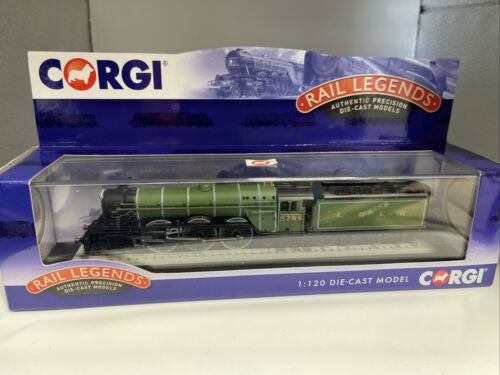 CORGI
RAIL LEGENDS
AUTHENTIC PRECISION
DIE-CAST MODELS
L N E R
RAIL LEGENDS
AUTHENTIC PRECISION
DIE-CAST MODELS
1:120 DIE-CAST MODEL
CORGI